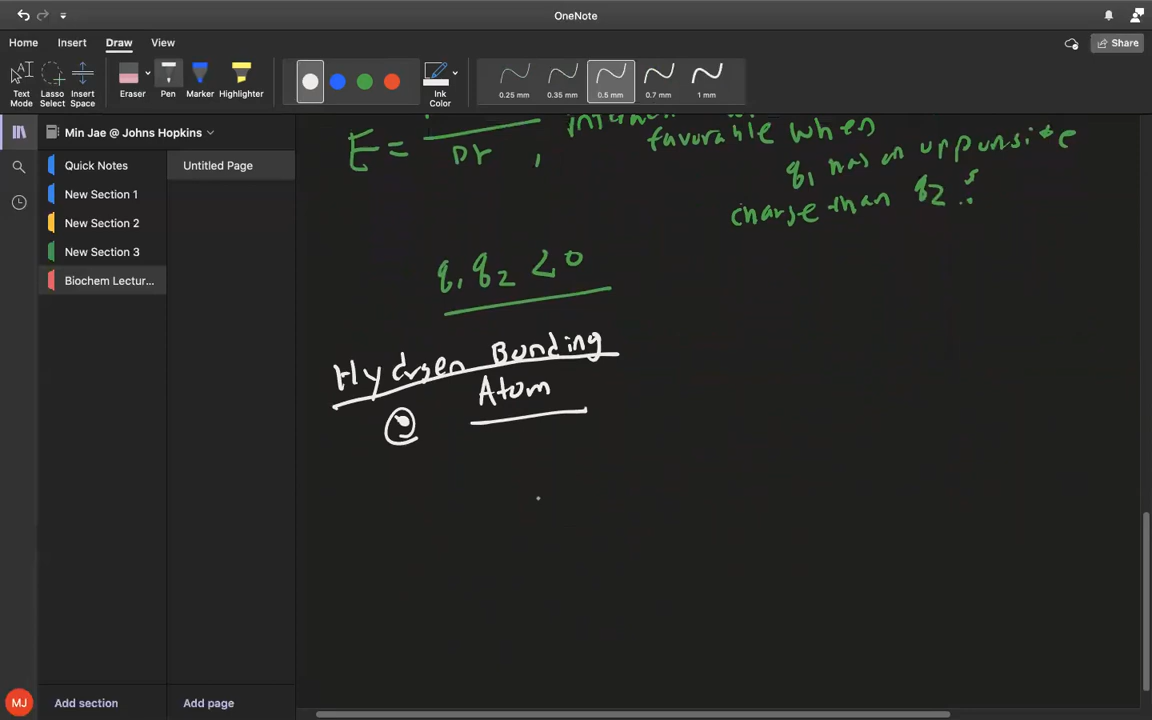 OneNote
Home Insert Draw View
Share
Text Mode
Lasso Select
Insert Space
Eraser
Pen
Marker
Highlighter
Ink Color
0.25 mm
0.35 mm
0.5 mm
0.7 mm
1 mm
Min Jae @ Johns Hopkins
Quick Notes
New Section 1
New Section 2
New Section 3
Biochem Lectur...
Untitled Page
E = Dr ,
favorable when
q1 has an
charge than q2
q1 q2 < 0
Hydrogen Bonding
Atom
MJ
Add section
Add page